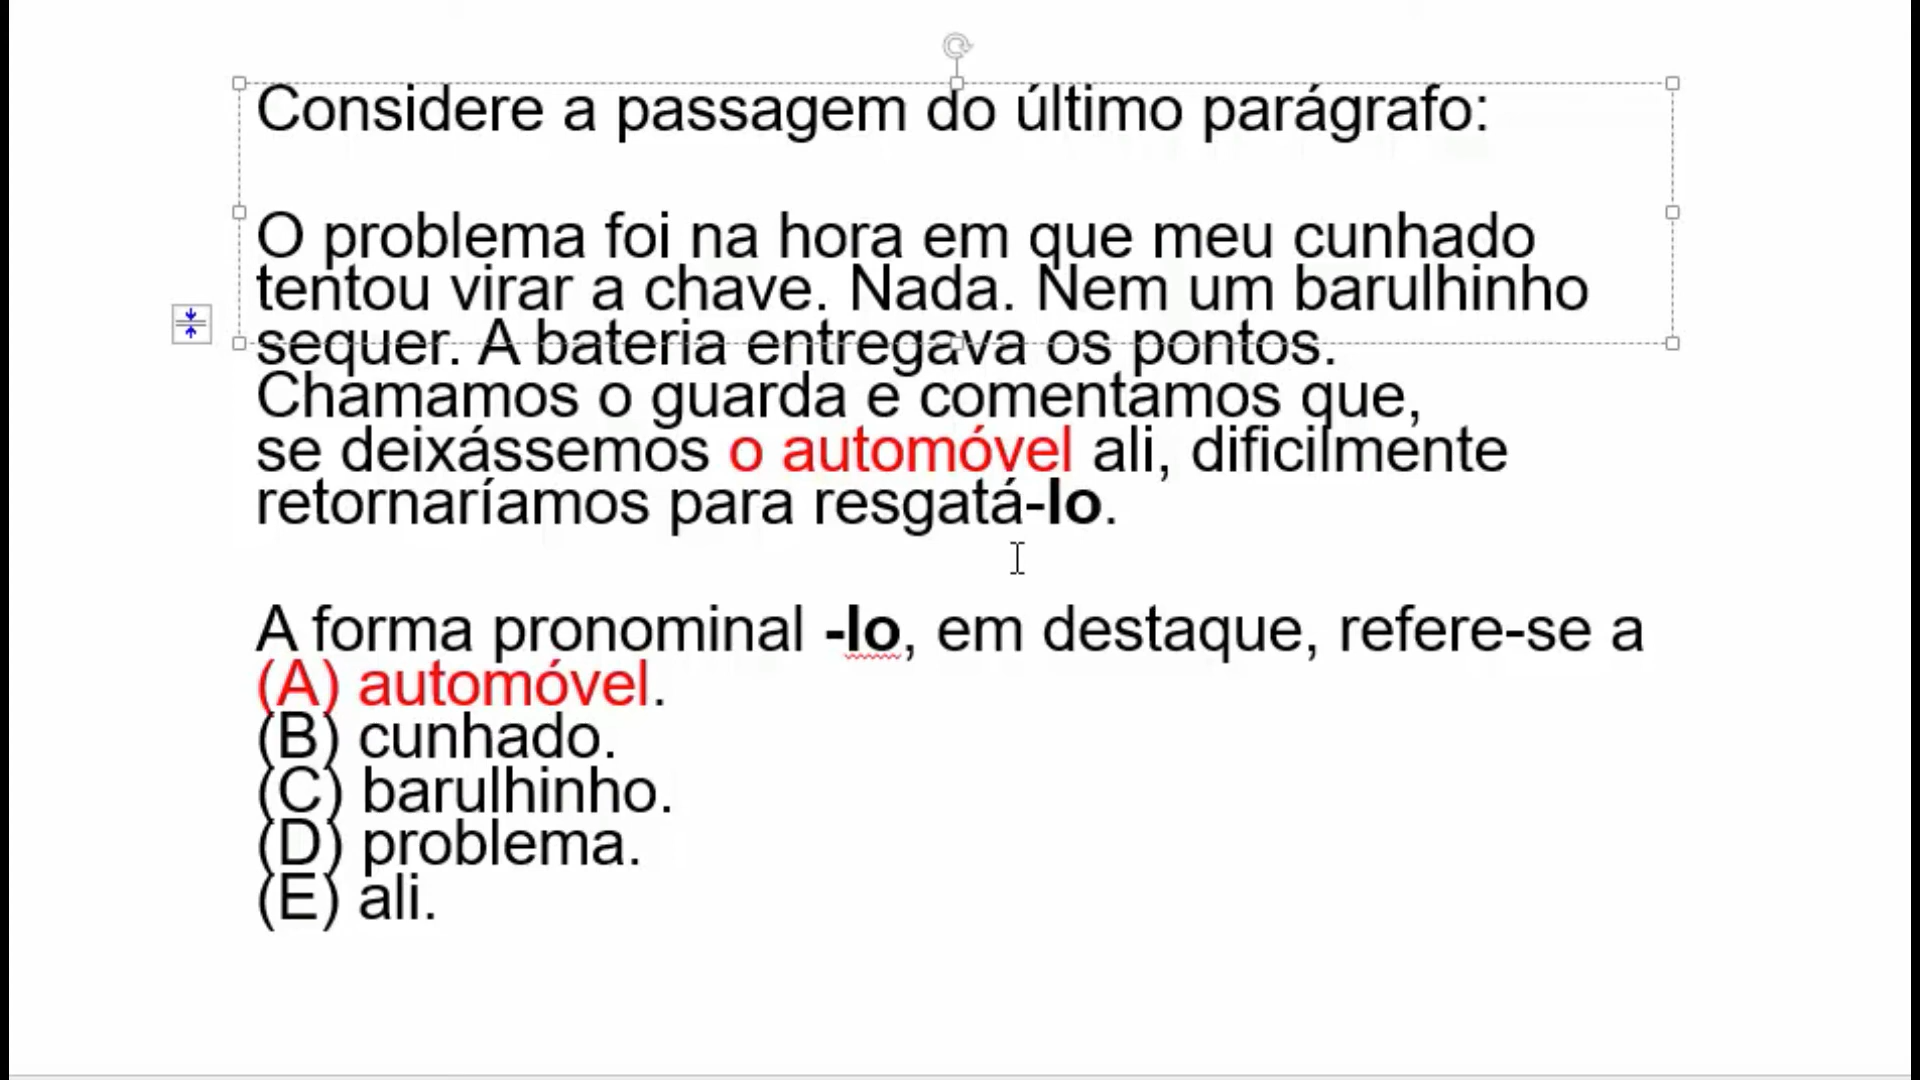 Considere a passagem do último parágrafo:
O problema foi na hora em que meu cunhado
tentou virar a chave. Nada. Nem um barulhinho
sequer. A bateria entregava os pontos.
Chamamos o guarda e comentamos que,
se deixássemos o automóvel ali, dificilmente
retornaríamos para resgatá-lo.
A forma pronominal -lo, em destaque, refere-se a
(A) automóvel.
(B) cunhado.
(C) barulhinho.
(D) problema.
(E) ali.